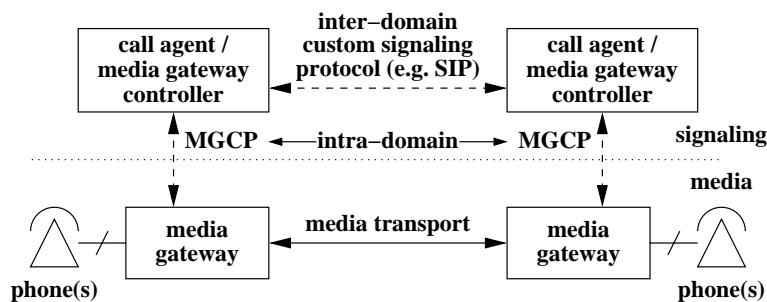 inter−domain
custom signaling
protocol (e.g. SIP)
call agent /
media gateway
controller
call agent /
media gateway
controller
MGCP
intra−domain
MGCP
signaling
media
media
gateway
media transport
media
gateway
phone(s)
phone(s)